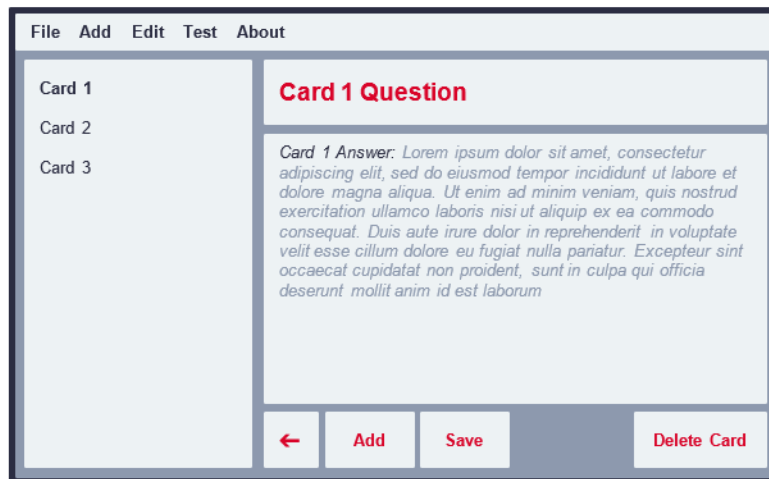 File Add Edit Test About
Card 1
Card 2
Card 3
Card 1 Question
Card 1 Answer: Lorem ipsum dolor sit amet, consectetur
adipiscing elit, sed do eiusmod tempor incididunt ut labore et
dolore magna aliqua. Ut enim ad minim veniam, quis nostrud
exercitation ullamco laboris nisi ut aliquip ex ea commodo
consequat. Duis aute irure dolor in reprehenderit in voluptate
velit esse cillum dolore eu fugiat nulla pariatur. Excepteur sint
occaecat cupidatat non proident, sunt in culpa qui officia
deserunt mollit anim id est laborum
← Add Save Delete Card